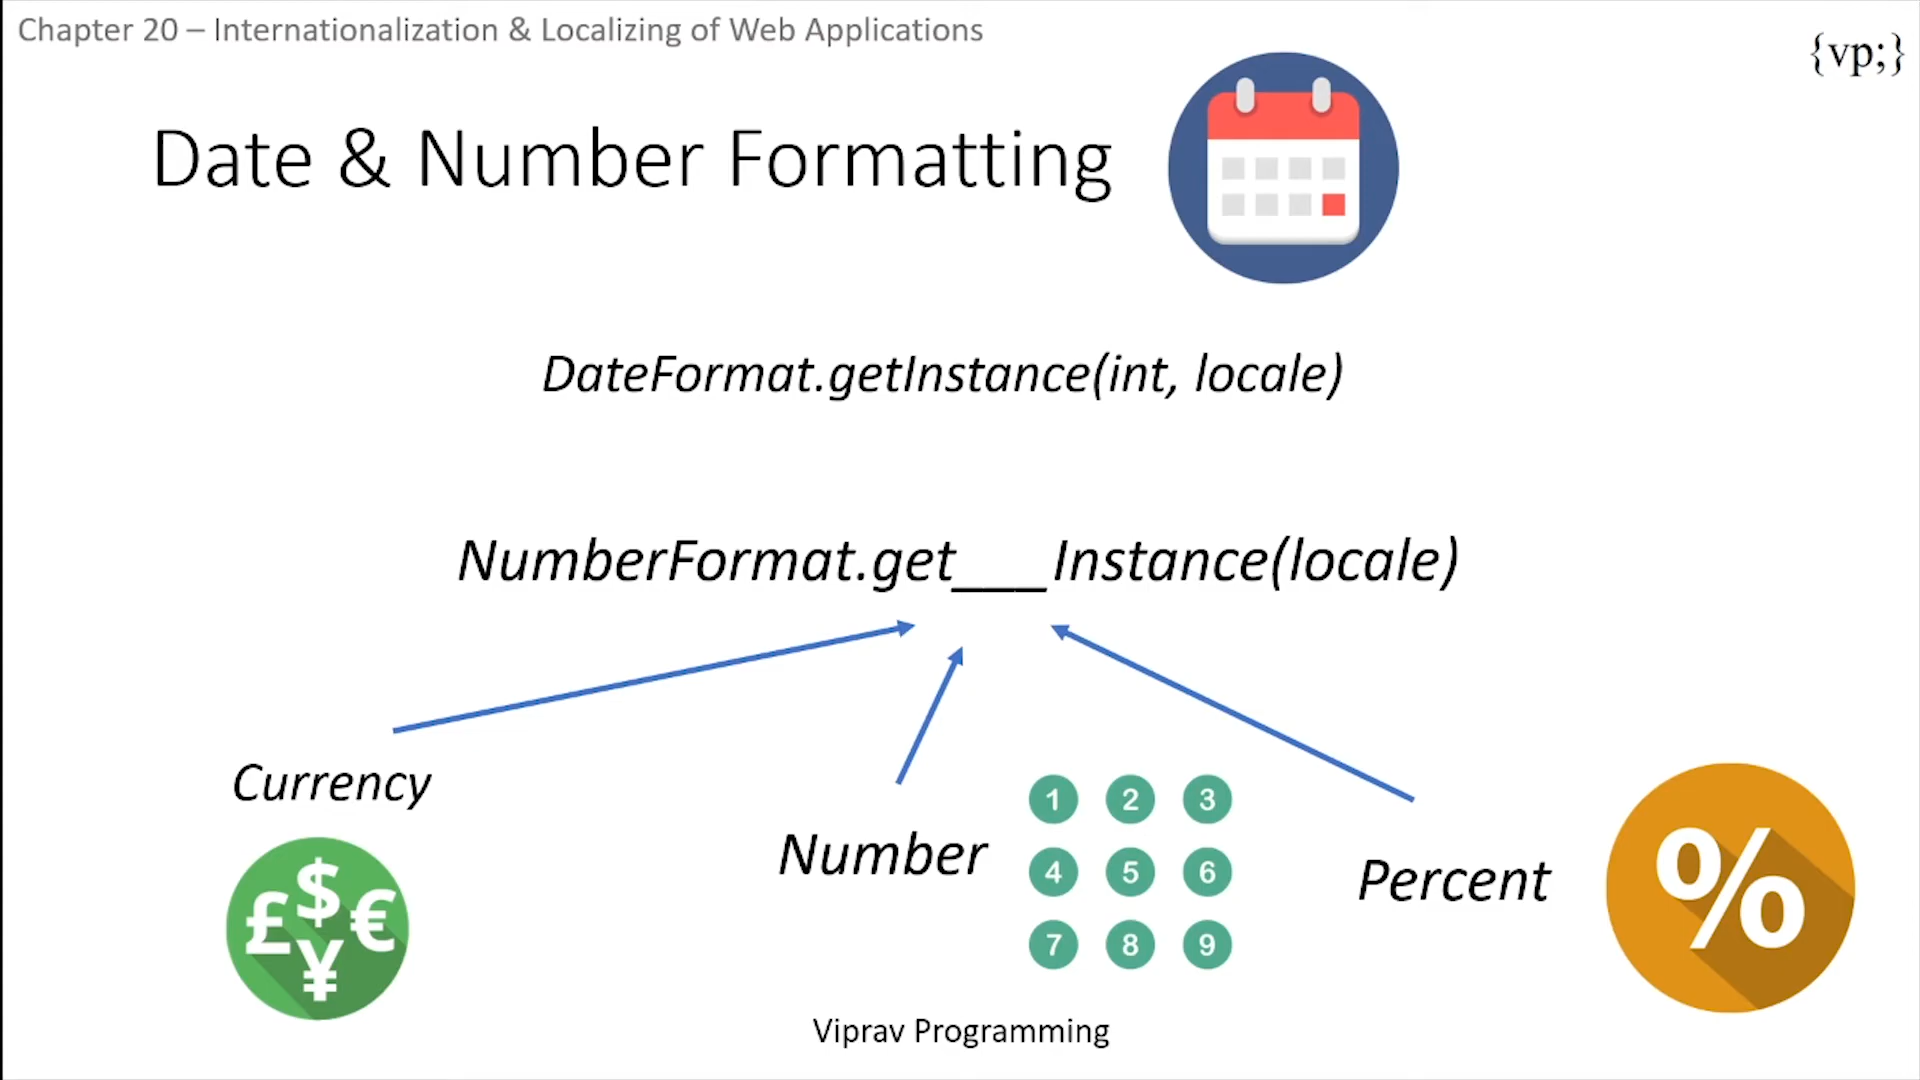 Chapter 20 – Internationalization & Localizing of Web Applications
{vp;}
Date & Number Formatting
DateFormat.getInstance(int, locale)
NumberFormat.get___Instance(locale)
Currency
Number
Percent
£ $ € ¥
1 2 3
4 5 6
7 8 9
%
Viprav Programming